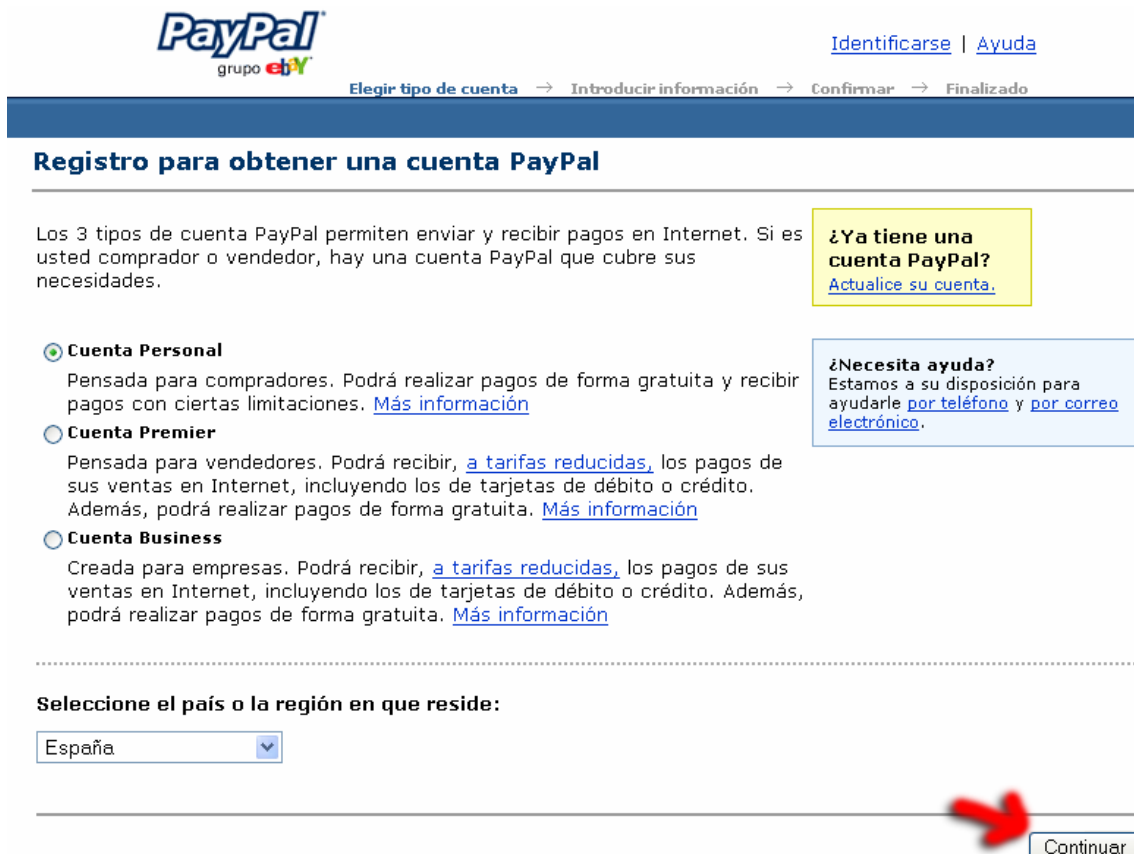 PayPal
grupo ebY
Identificarse | Ayuda
Elegir tipo de cuenta → Introducir información → Confirmar → Finalizado
Registro para obtener una cuenta PayPal
Los 3 tipos de cuenta PayPal permiten enviar y recibir pagos en Internet. Si es
usted comprador o vendedor, hay una cuenta PayPal que cubre sus
necesidades.
¿Ya tiene una
cuenta PayPal?
Actualice su cuenta.
Cuenta Personal
Pensada para compradores. Podrá realizar pagos de forma gratuita y recibir
pagos con ciertas limitaciones. Más información
Cuenta Premier
Pensada para vendedores. Podrá recibir, a tarifas reducidas, los pagos de
sus ventas en Internet, incluyendo los de tarjetas de débito o crédito.
Además, podrá realizar pagos de forma gratuita. Más información
Cuenta Business
Creada para empresas. Podrá recibir, a tarifas reducidas, los pagos de sus
ventas en Internet, incluyendo los de tarjetas de débito o crédito. Además,
podrá realizar pagos de forma gratuita. Más información
¿Necesita ayuda?
Estamos a su disposición para
ayudarle por teléfono y por correo
electrónico.
Seleccione el país o la región en que reside:
España
Continuar